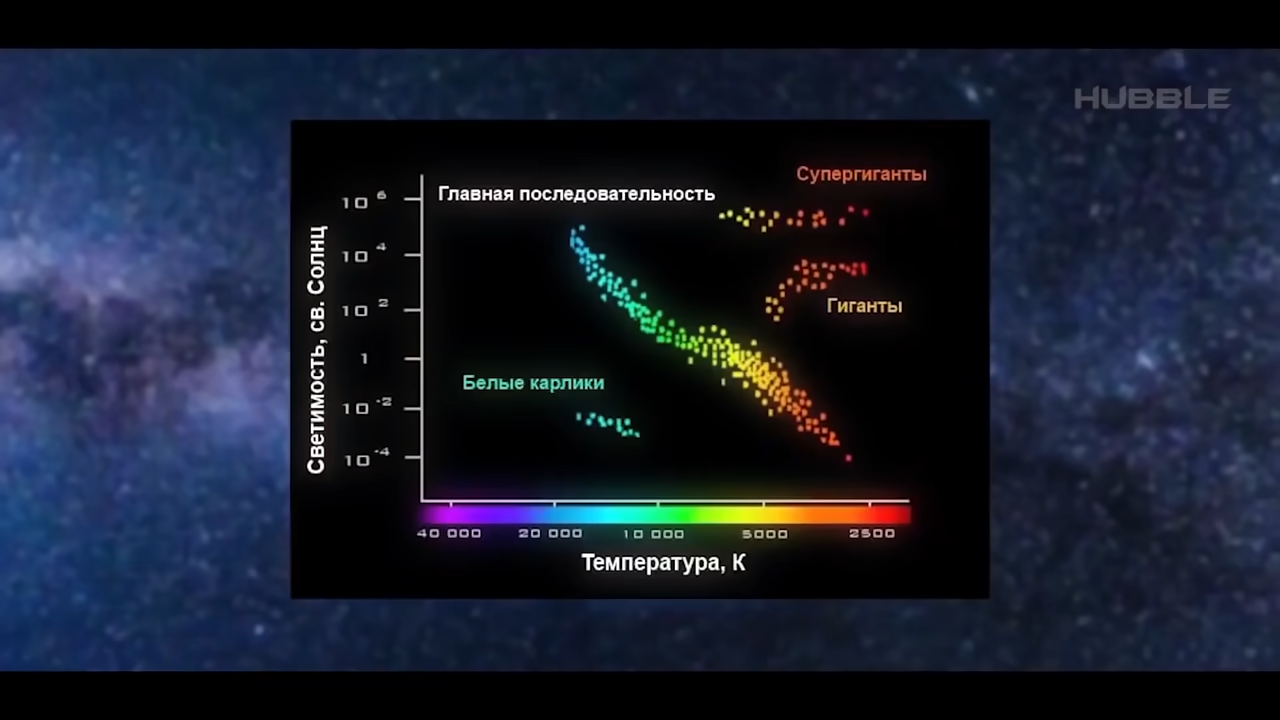 HUBBLE
Супергиганты
Главная последовательность
Светимость, св. Солнц
10 6
10 4
10 2
1
10 -2
10 -4
Гиганты
Белые карлики
40 000 20 000 10 000 5000 2500
Температура, К